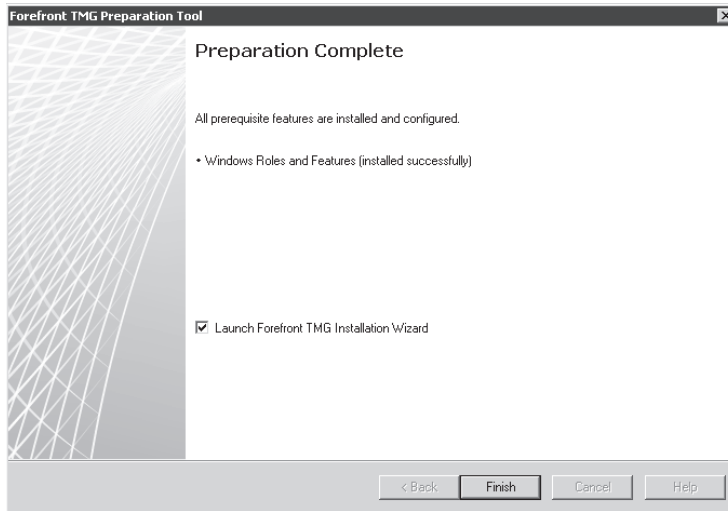 Forefront TMG Preparation Tool
Preparation Complete
All prerequisite features are installed and configured.
• Windows Roles and Features (installed successfully)
Launch Forefront TMG Installation Wizard
< Back
Finish
Cancel
Help